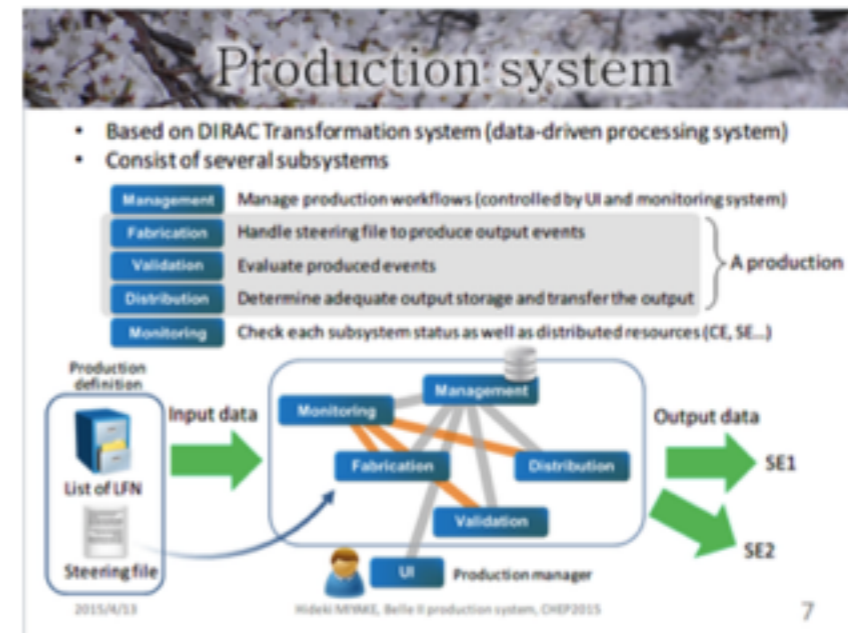 Production system
• Based on DIRAC Transformation system (data-driven processing system)
• Consist of several subsystems
Management Manage production workflows (controlled by UI and monitoring system)
Fabrication Handle steering file to produce output events
Validation Evaluate produced events
Distribution Determine adequate output storage and transfer the output
A production
Monitoring Check each subsystem status as well as distributed resources (CE, SE...)
Production
definition
Input data
List of LFN
Steering file
Management
Monitoring
Fabrication
Distribution
Validation
UI
Production manager
Output data
SE1
SE2
2015/4/13
Hideki MIYAKE, Belle II production system, CHEP2015
7